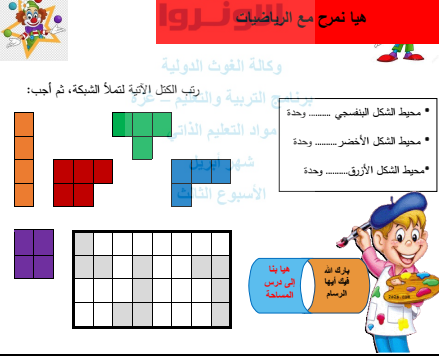 الاونروا
هيا نمرح مع الرياضيات
وكالة الغوث الدولية
رتب الكتل الآتية لتملأ الشبكة، ثم أجب:
برنامج التربية والتعليم – غزة
مواد التعليم الذاتي
شهر أبريل
الأسبوع الثالث
• محيط الشكل البنفسجي ......... وحدة
• محيط الشكل الأخضر ......... وحدة
•محيط الشكل الأزرق......... وحدة
بارك الله
فيك أيها
الرسام
هيا بنا
إلى درس
المساحة